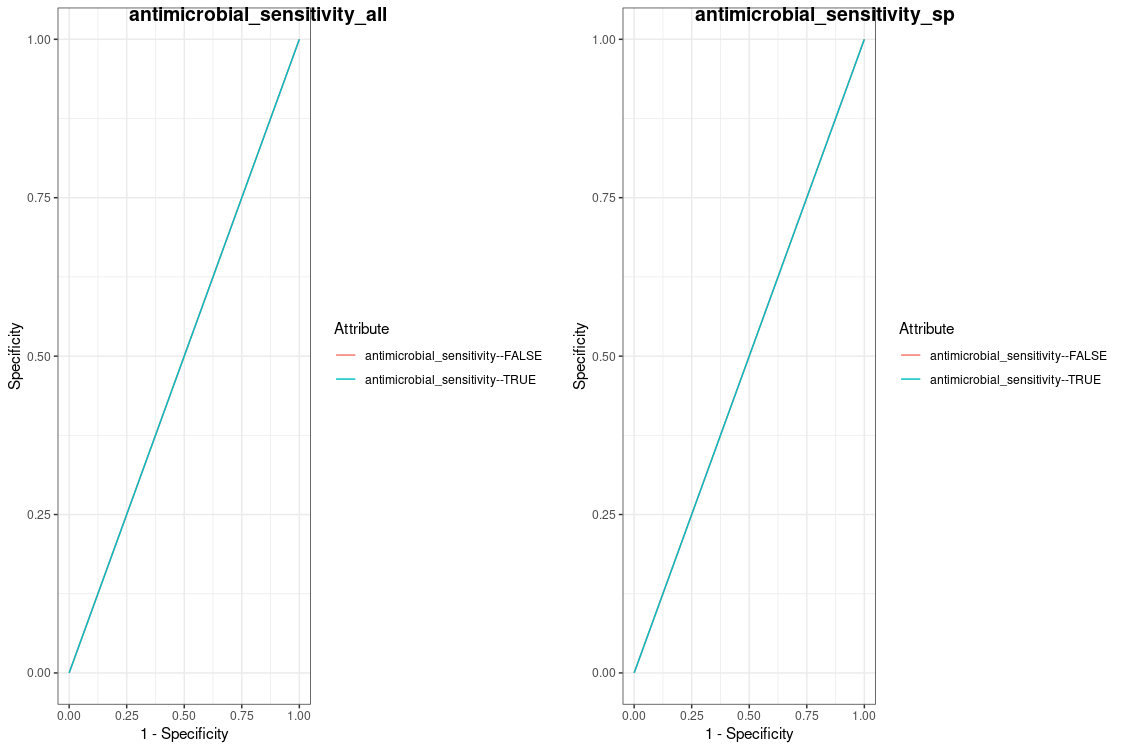 antimicrobial_sensitivity_all
1.00
0.75
0.50
0.25
0.00
Specificity
0.00 0.25 0.50 0.75 1.00
1 - Specificity
Attribute
antimicrobial_sensitivity--FALSE
antimicrobial_sensitivity--TRUE
antimicrobial_sensitivity_sp
1.00
0.75
0.50
0.25
0.00
Specificity
0.00 0.25 0.50 0.75 1.00
1 - Specificity
Attribute
antimicrobial_sensitivity--FALSE
antimicrobial_sensitivity--TRUE